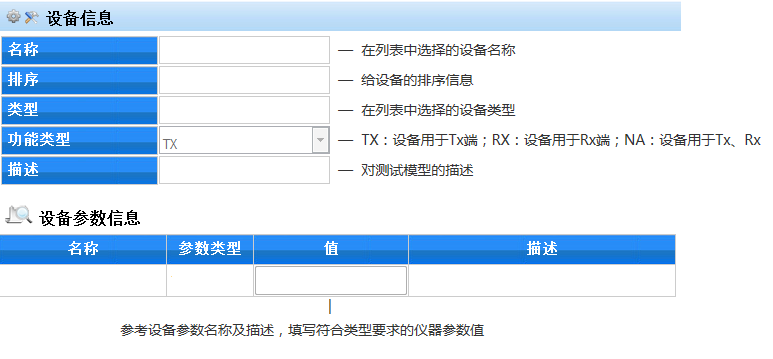 设备信息
名称 — 在列表中选择的设备名称
排序 — 给设备的排序信息
类型 — 在列表中选择的设备类型
功能类型 TX — TX：设备用于Tx端；RX：设备用于Rx端；NA：设备用于Tx、Rx
描述 — 对测试模型的描述
设备参数信息
名称 参数类型 值 描述
参考设备参数名称及描述，填写符合类型要求的仪器参数值